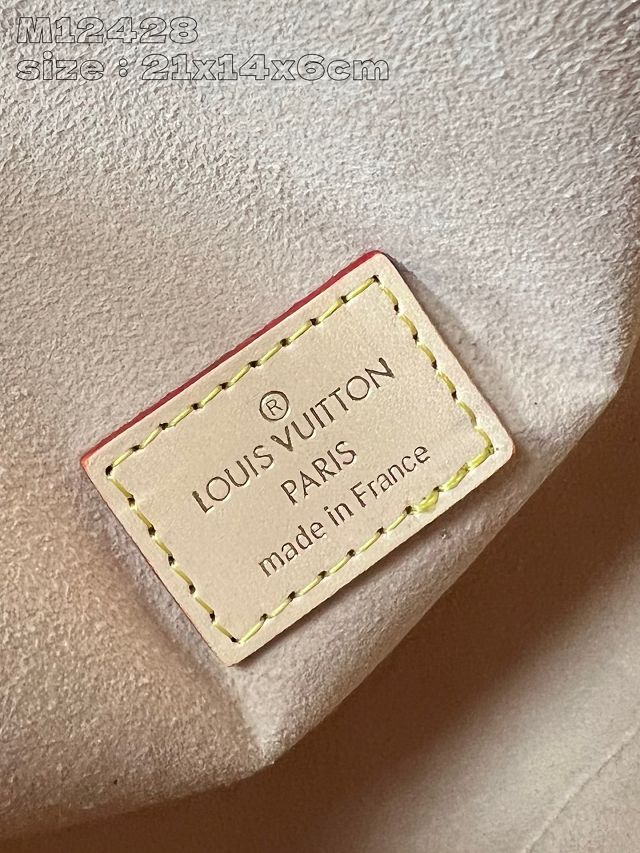 M12428
size : 21x14x6cm
®
LOUIS VUITTON
PARIS
made in France